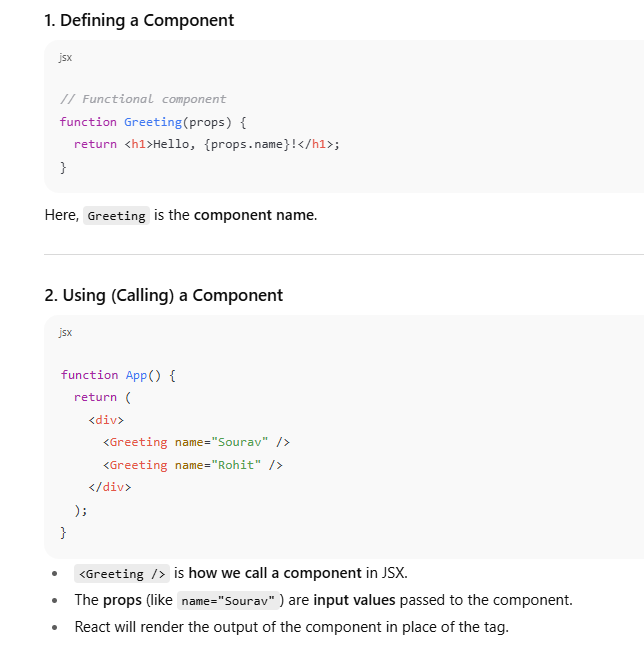 1. Defining a Component
jsx
// Functional component
function Greeting(props) {
  return <h1>Hello, {props.name}!</h1>;
}
Here, Greeting is the component name.
2. Using (Calling) a Component
jsx
function App() {
  return (
    <div>
      <Greeting name="Sourav" />
      <Greeting name="Rohit" />
    </div>
  );
}
• <Greeting /> is how we call a component in JSX.
• The props (like name="Sourav") are input values passed to the component.
• React will render the output of the component in place of the tag.